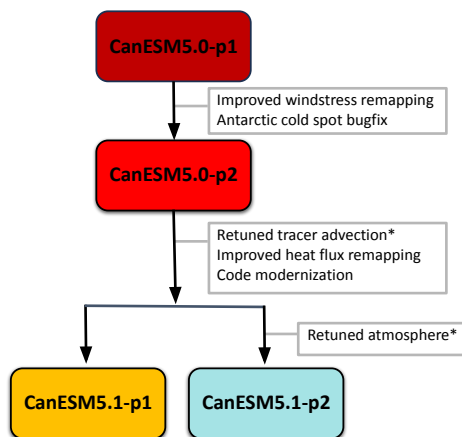 CanESM5.0-p1
Improved windstress remapping
Antarctic cold spot bugfix
CanESM5.0-p2
Retuned tracer advection*
Improved heat flux remapping
Code modernization
Retuned atmosphere*
CanESM5.1-p1
CanESM5.1-p2